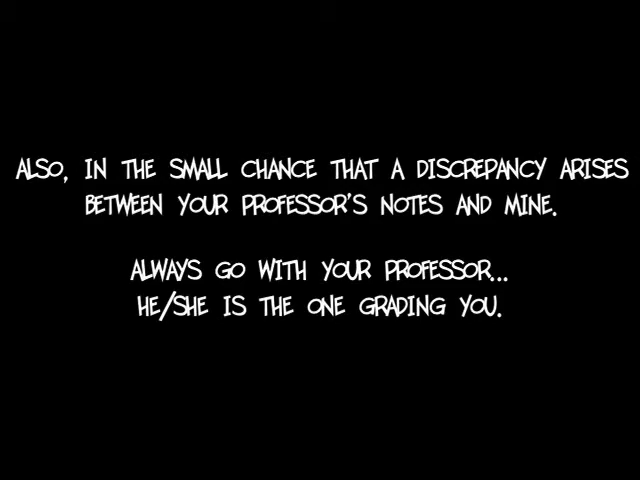 ALSO, IN THE SMALL CHANCE THAT A DISCREPANCY ARISES
BETWEEN YOUR PROFESSOR'S NOTES AND MINE.
ALWAYS GO WITH YOUR PROFESSOR...
HE/SHE IS THE ONE GRADING YOU.